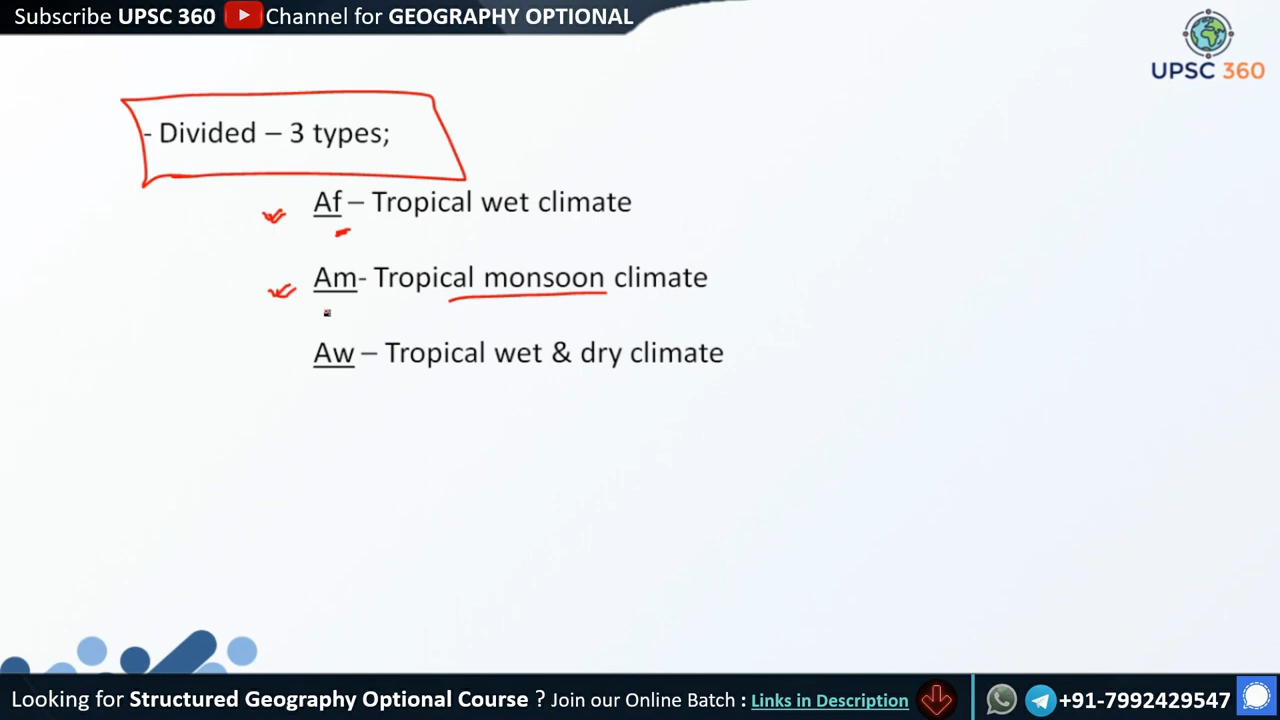 Subscribe UPSC 360 Channel for GEOGRAPHY OPTIONAL
UPSC 360
- Divided – 3 types;
Af – Tropical wet climate
Am- Tropical monsoon climate
Aw – Tropical wet & dry climate
Looking for Structured Geography Optional Course ? Join our Online Batch : Links in Description +91-7992429547